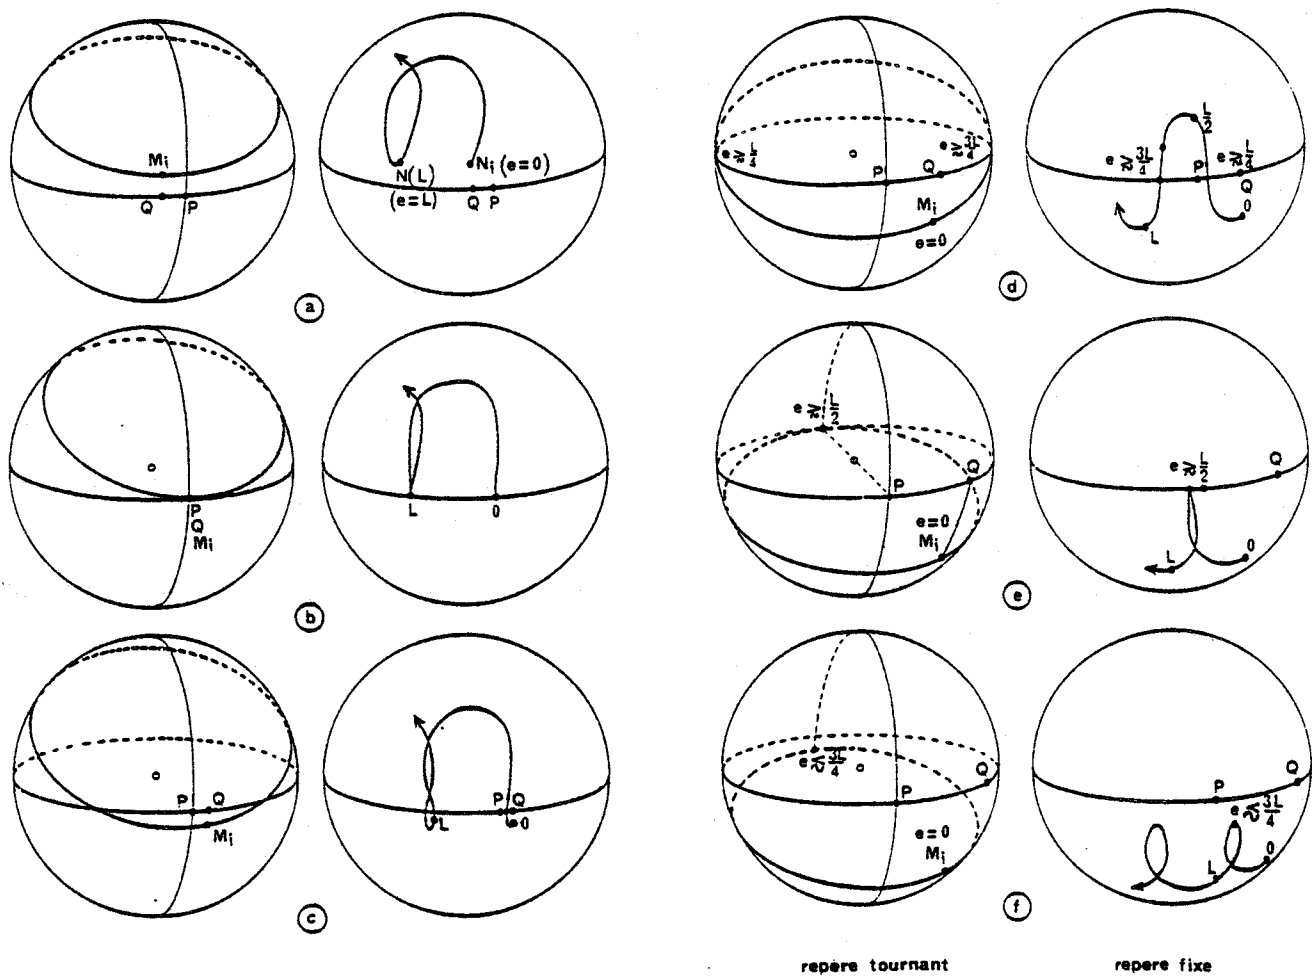 Mi
Q P
Ni (e=0)
N(L)
(e=L) Q P
a
o
P
Q
Mi
L 0
b
o
P Q
Mi
P Q
L 0
c
e ≈ L/4
o
e ≈ 3L/4
P Q
Mi
e=0
L/2
e ≈ 3L/4 P e ≈ L/4
Q
0
L
d
e ≈ L/2
o
P Q
e=0
Mi
e ≈ L/2 Q
L 0
e
e ≈ 3L/4 o
P Q
e=0
Mi
P Q
e ≈ 3L/4
L 0
f
repere tournant repere fixe